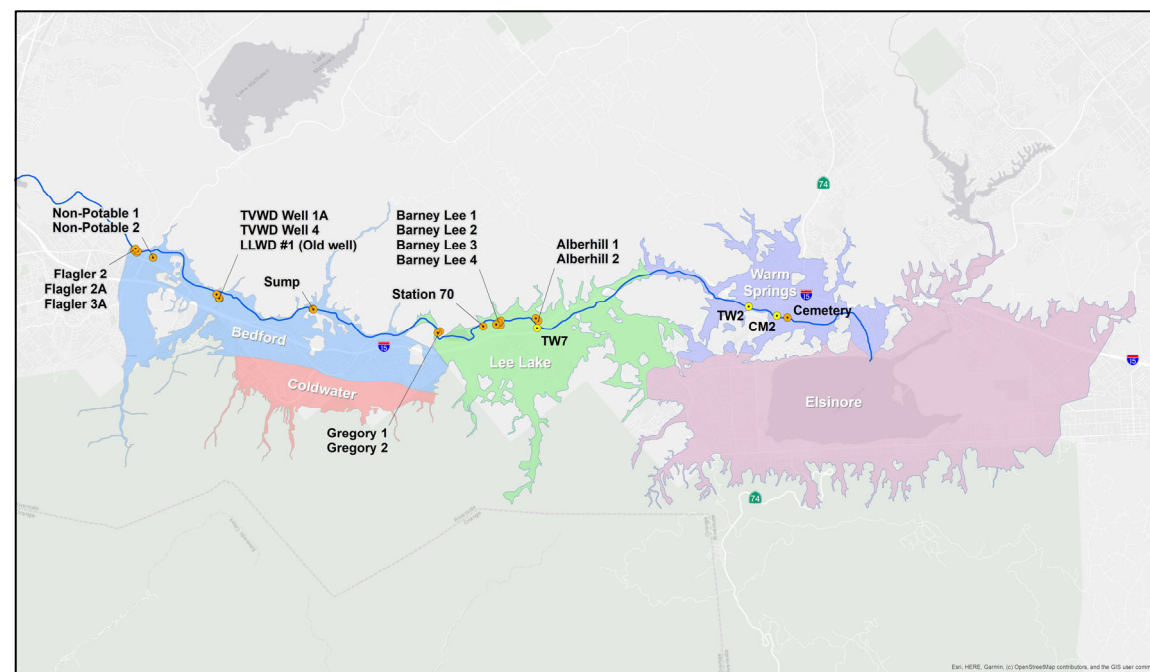 74
Non-Potable 1
Non-Potable 2
TVWD Well 1A
TVWD Well 4
LLWD #1 (Old well)
Barney Lee 1
Barney Lee 2
Barney Lee 3
Barney Lee 4
Alberhill 1
Alberhill 2
Flagler 2
Flagler 2A
Flagler 3A
Sump
Station 70
Warm
Springs
15
TW2
CM2
Cemetery
Bedford
15
TW7
Lee Lake
15
Coldwater
Elsinore
Gregory 1
Gregory 2
74
Esri, HERE, Garmin, (c) OpenStreetMap contributors, and the GIS user comm